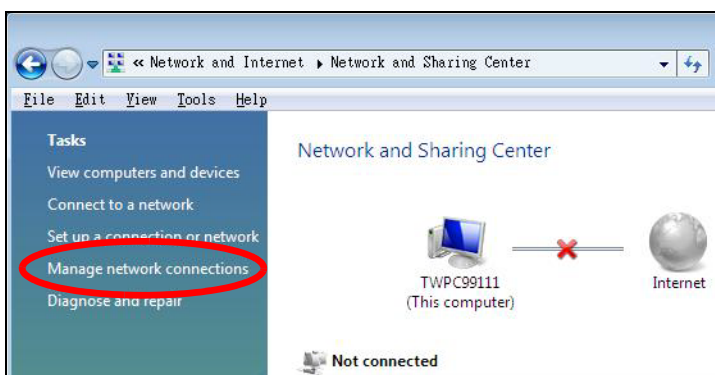 « Network and Internet ▸ Network and Sharing Center
File Edit View Tools Help
Tasks
View computers and devices
Connect to a network
Set up a connection or network
Manage network connections
Diagnose and repair
Network and Sharing Center
TWPC99111
(This computer)
Internet
Not connected